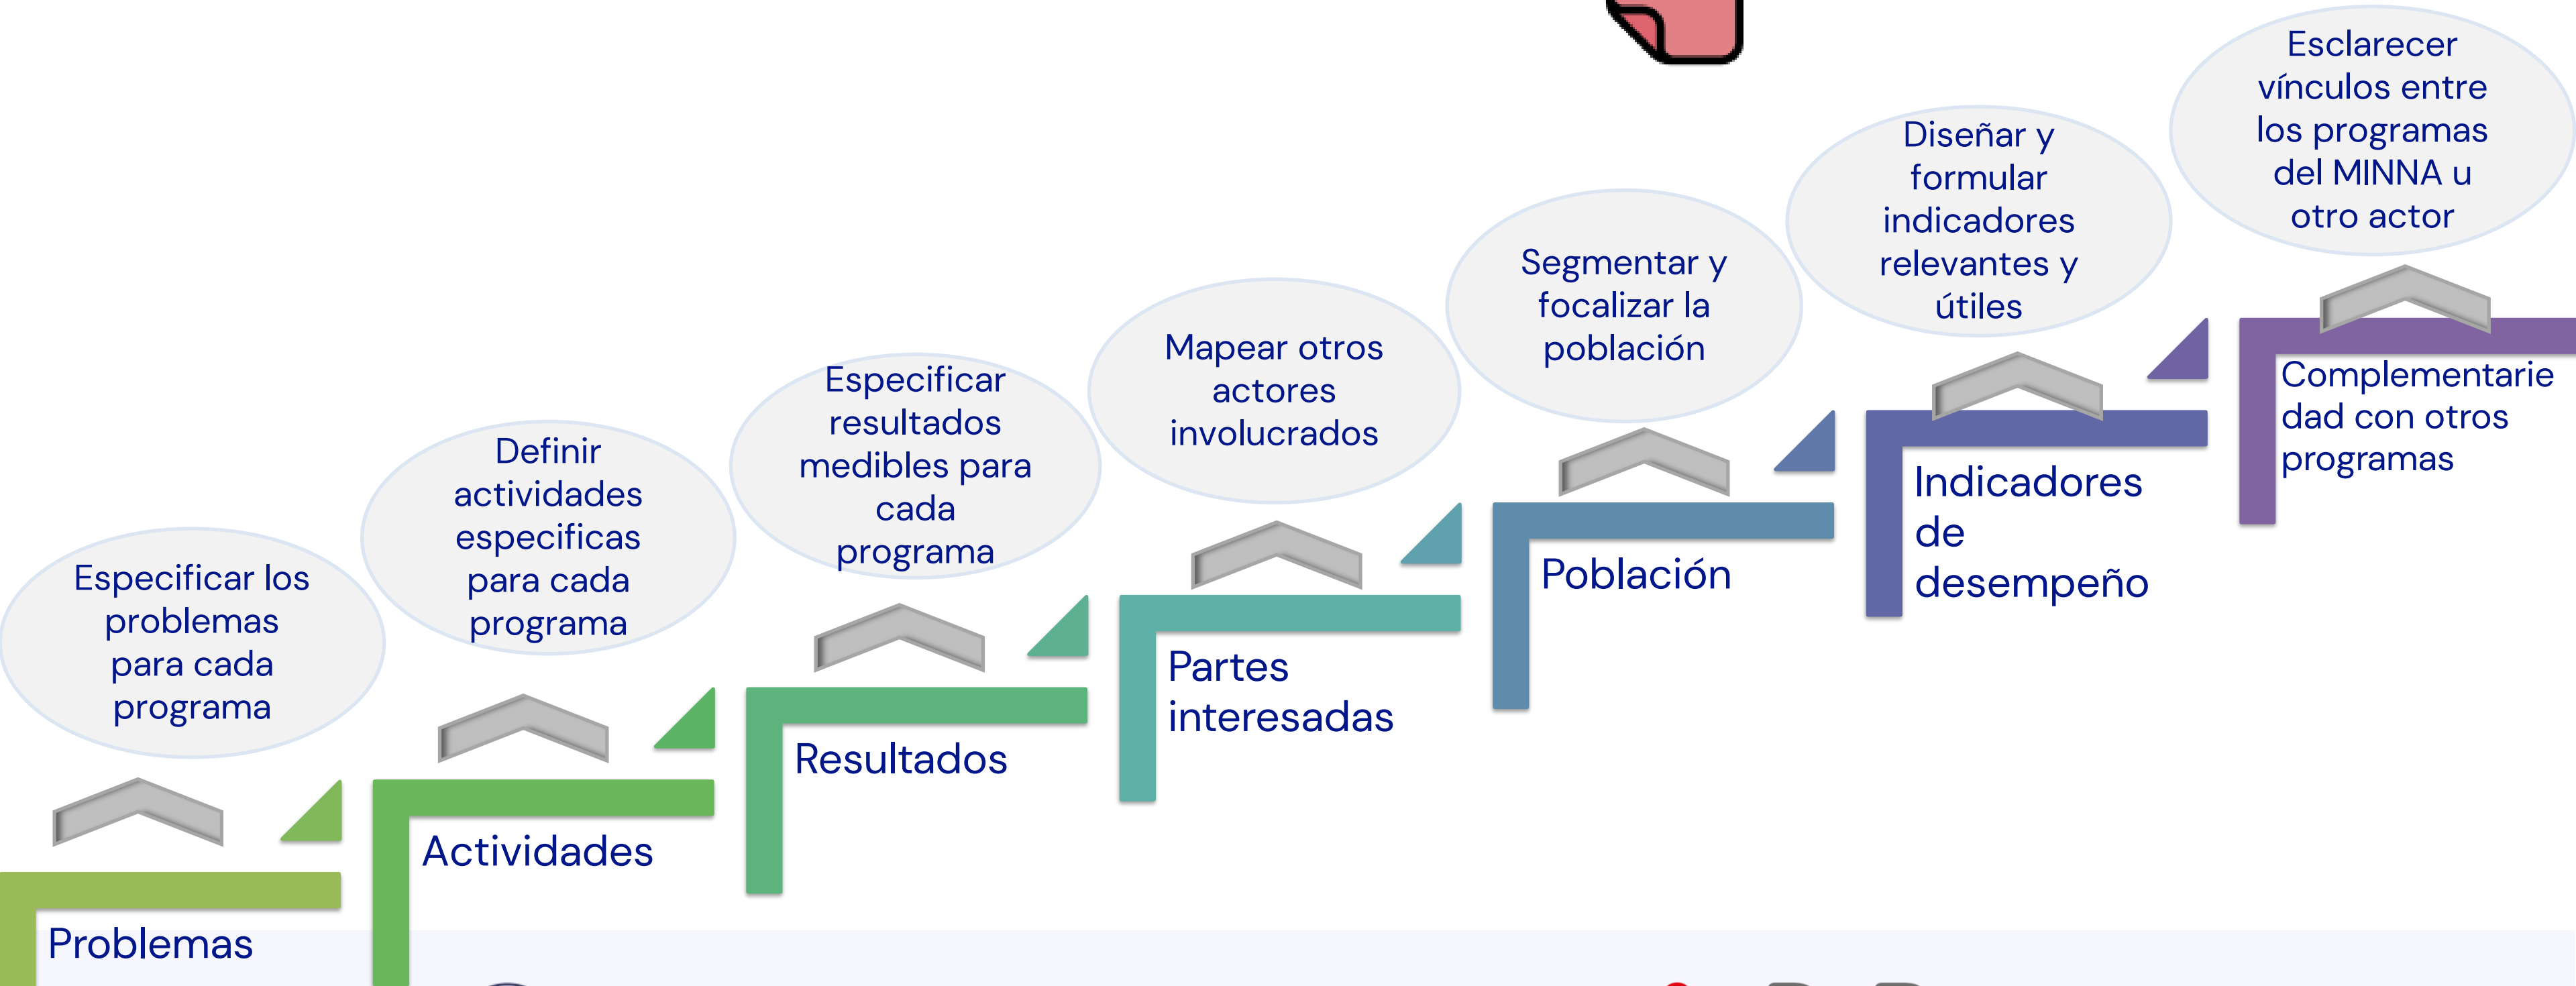 Especificar los
problemas
para cada
programa
Problemas
Definir
actividades
especificas
para cada
programa
Actividades
Especificar
resultados
medibles para
cada
programa
Resultados
Mapear otros
actores
involucrados
Partes
interesadas
Segmentar y
focalizar la
población
Población
Diseñar y
formular
indicadores
relevantes y
útiles
Indicadores
de
desempeño
Esclarecer
vínculos entre
los programas
del MINNA u
otro actor
Complementarie
dad con otros
programas